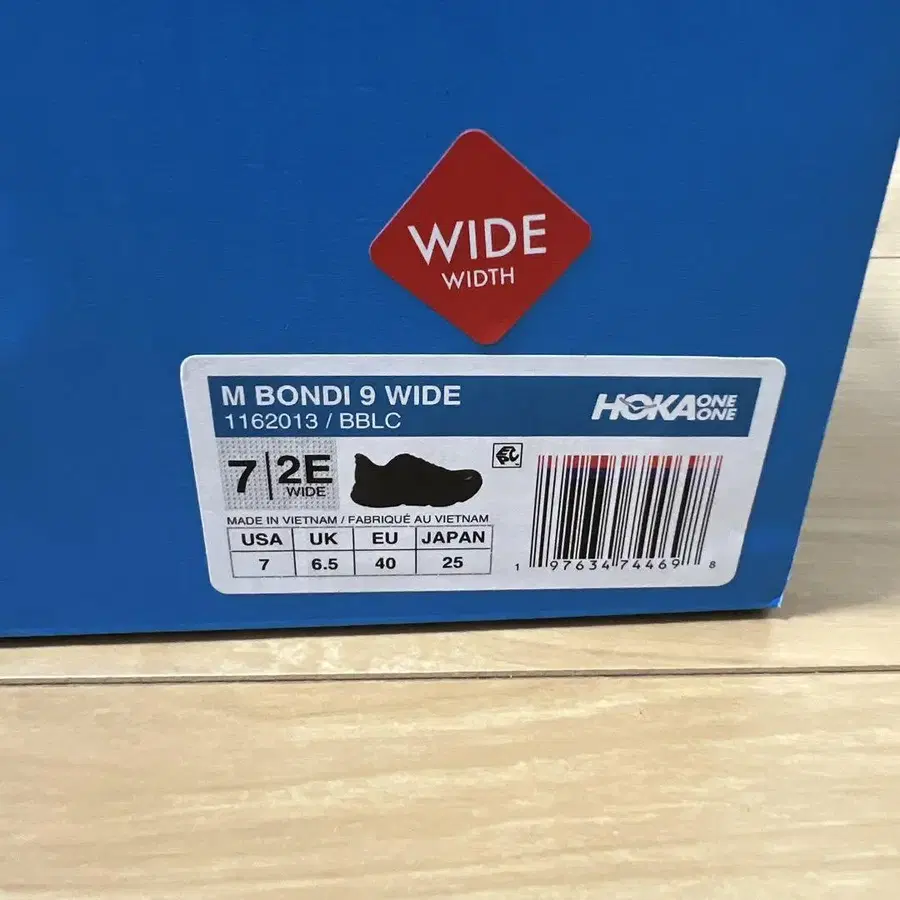 WIDE
WIDTH
M BONDI 9 WIDE
1162013 / BBLC
HOKA ONE ONE
7 2E
WIDE
MADE IN VIETNAM / FABRIQUÉ AU VIETNAM
USA UK EU JAPAN
7 6.5 40 25
1 97634 74469 8